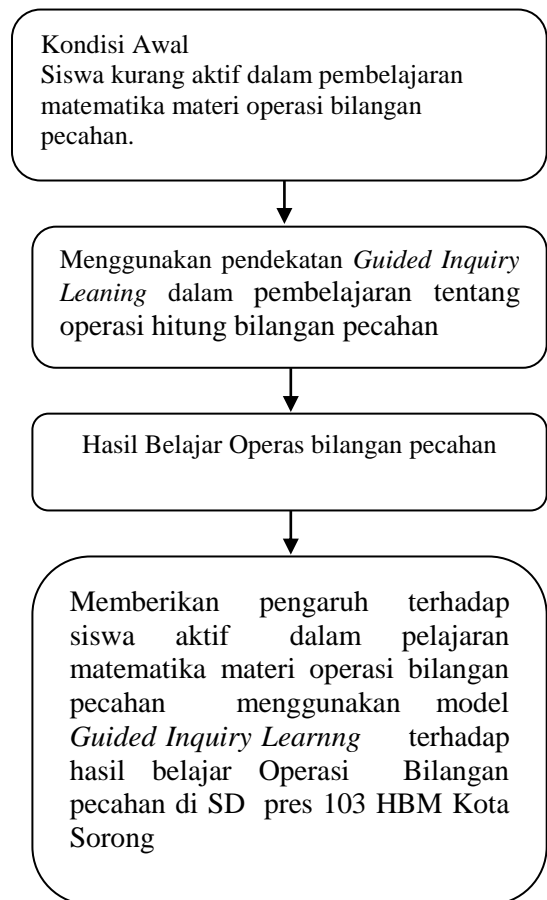 Kondisi Awal
Siswa kurang aktif dalam pembelajaran
matematika materi operasi bilangan
pecahan.
Menggunakan pendekatan Guided Inquiry
Leaning dalam pembelajaran tentang
operasi hitung bilangan pecahan
Hasil Belajar Operas bilangan pecahan
Memberikan pengaruh terhadap
siswa aktif dalam pelajaran
matematika materi operasi bilangan
pecahan menggunakan model
Guided Inquiry Learnng terhadap
hasil belajar Operasi Bilangan
pecahan di SD pres 103 HBM Kota
Sorong